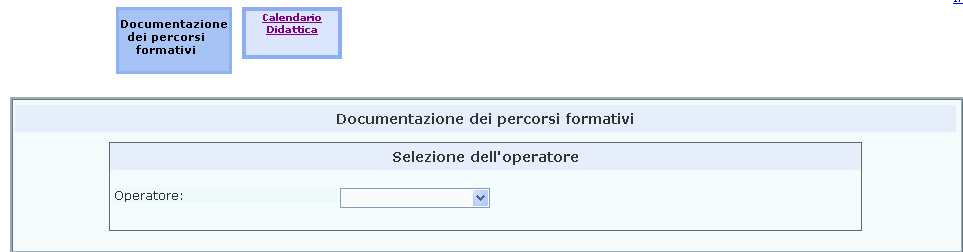 Documentazione
dei percorsi
formativi
Calendario
Didattica
Documentazione dei percorsi formativi
Selezione dell'operatore
Operatore: